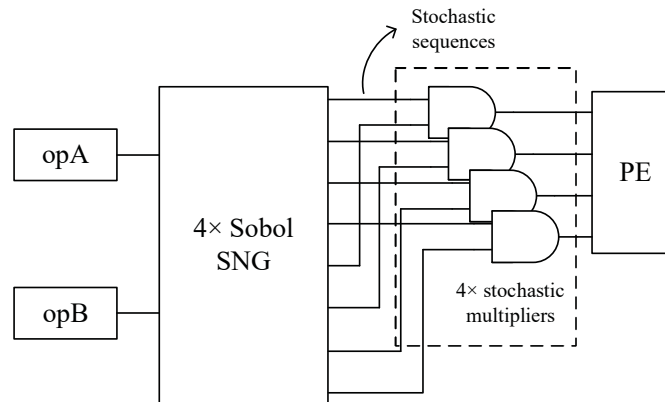 Stochastic
sequences
opA
4× Sobol
SNG
opB
PE
4× stochastic
multipliers